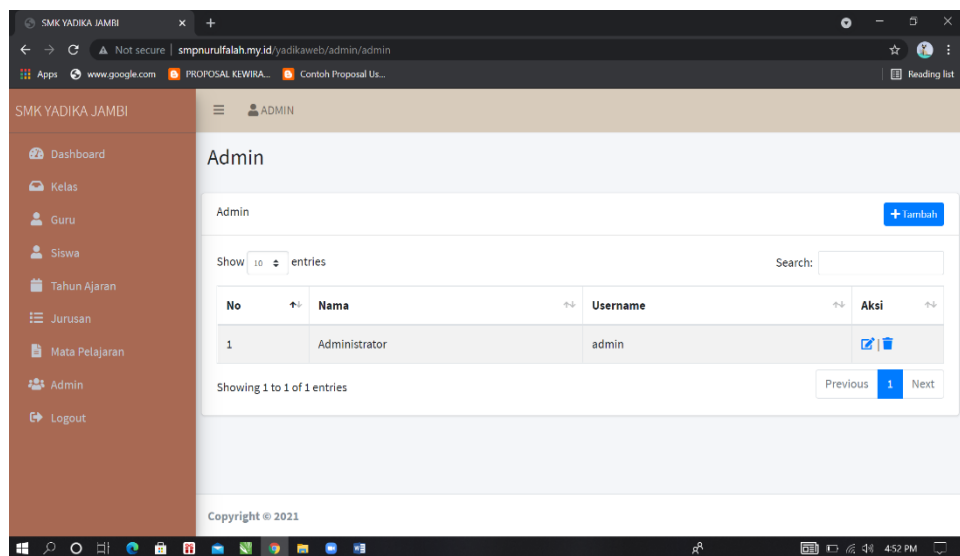 SMK YADIKA JAMBI
Not secure | smpnurulfalah.my.id/yadikaweb/admin/admin
Apps www.google.com PROPOSAL KEWIRA... Contoh Proposal Us... Reading list
SMK YADIKA JAMBI ADMIN
Dashboard
Kelas
Guru
Siswa
Tahun Ajaran
Jurusan
Mata Pelajaran
Admin
Logout
Admin
Admin +Tambah
Show 10 entries Search:
No Nama Username Aksi
1 Administrator admin |
Showing 1 to 1 of 1 entries Previous 1 Next
Copyright © 2021
4:52 PM